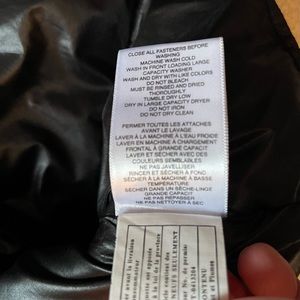 CLOSE ALL FASTENERS BEFORE
WASHING
MACHINE WASH COLD
WASH IN FRONT LOADING LARGE
CAPACITY WASHER
WASH AND DRY WITH LIKE COLORS
DO NOT BLEACH
MUST BE RINSED AND DRIED
THOROUGHLY
TUMBLE DRY LOW
DRY IN LARGE CAPACITY DRYER
DO NOT IRON
DO NOT DRY CLEAN
FERMER TOUTES LES ATTACHES
AVANT LE LAVAGE
LAVER À LA MACHINE À L'EAU FROIDE
LAVER EN MACHINE À CHARGEMENT
FRONTAL À GRANDE CAPACIT
LAVER ET SÉCHER AVEC DES
COULEURS SEMBLABLES
NE PAS JAVELLISER
RINCER ET SÉCHER À FOND
SÉCHER À LA MACHINE À BASSE
TEMPÉRATURE
SÉCHER DANS UN SÈCHE-LINGE
GRANDE CAPACITÉ
NE PAS REPASSER
NE PAS NETTOYER À SEC